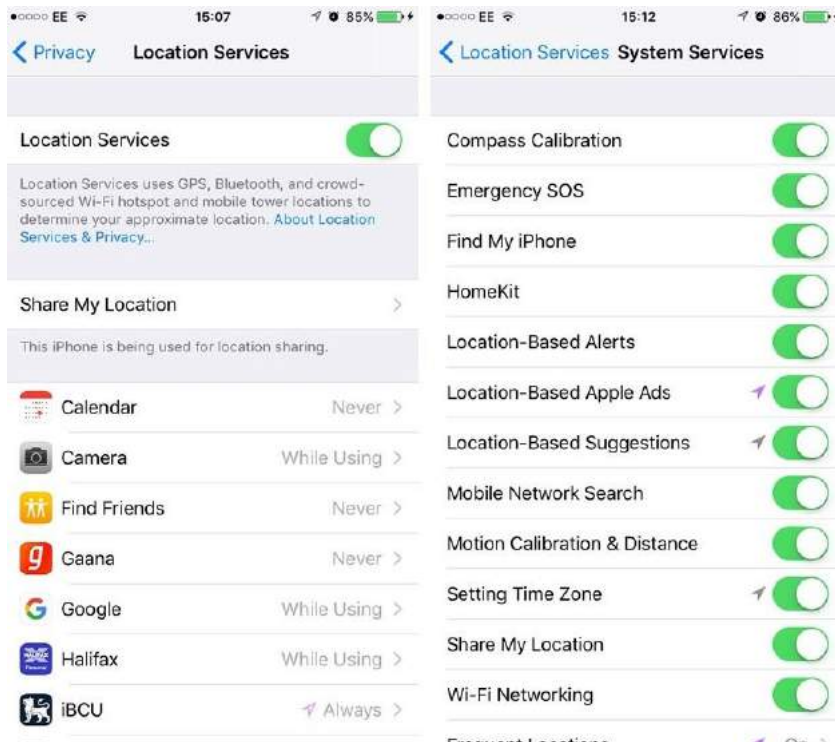 EE 15:07 85%
Privacy Location Services
Location Services
Location Services uses GPS, Bluetooth, and crowd-
sourced Wi-Fi hotspot and mobile tower locations to
determine your approximate location. About Location
Services & Privacy...
Share My Location
This iPhone is being used for location sharing.
Calendar Never
Camera While Using
Find Friends Never
g Gaana Never
G Google While Using
Halifax While Using
iBCU Always
EE 15:12 86%
Location Services System Services
Compass Calibration
Emergency SOS
Find My iPhone
HomeKit
Location-Based Alerts
Location-Based Apple Ads
Location-Based Suggestions
Mobile Network Search
Motion Calibration & Distance
Setting Time Zone
Share My Location
Wi-Fi Networking
Frequent Locations On